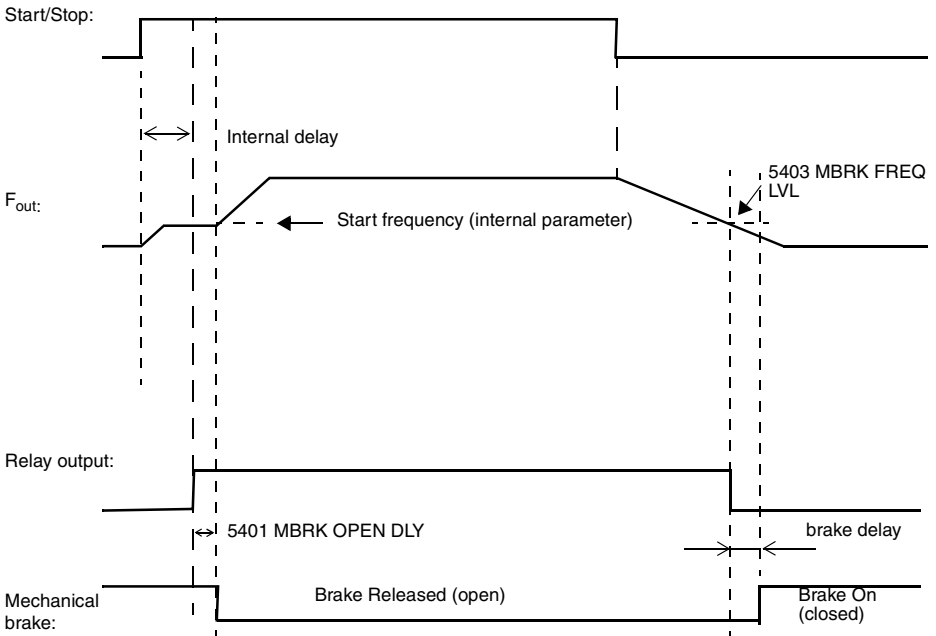 Start/Stop:
Internal delay
5403 MBRK FREQ
LVL
Fout:
Start frequency (internal parameter)
Relay output:
5401 MBRK OPEN DLY
brake delay
Mechanical
brake:
Brake Released (open)
Brake On
(closed)